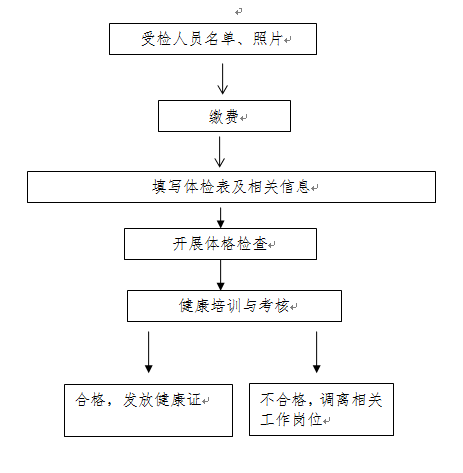 受检人员名单、照片
缴费
填写体检表及相关信息
开展体格检查
健康培训与考核
合格，发放健康证
不合格，调离相关
工作岗位